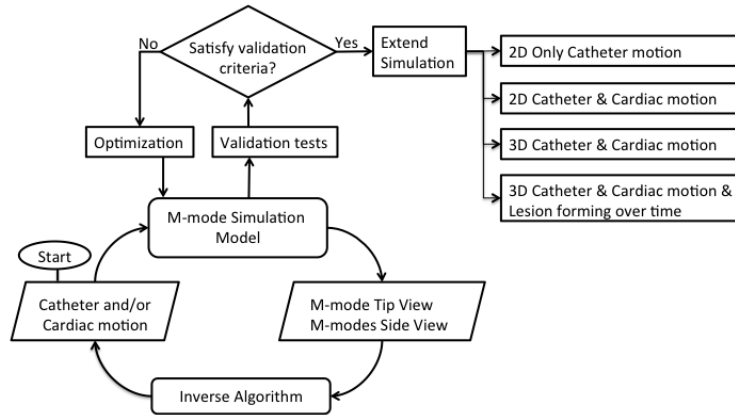 No
Satisfy validation
criteria?
Yes
Extend
Simulation
2D Only Catheter motion
2D Catheter & Cardiac motion
3D Catheter & Cardiac motion
3D Catheter & Cardiac motion &
Lesion forming over time
Optimization
Validation tests
M-mode Simulation
Model
Start
Catheter and/or
Cardiac motion
M-mode Tip View
M-modes Side View
Inverse Algorithm